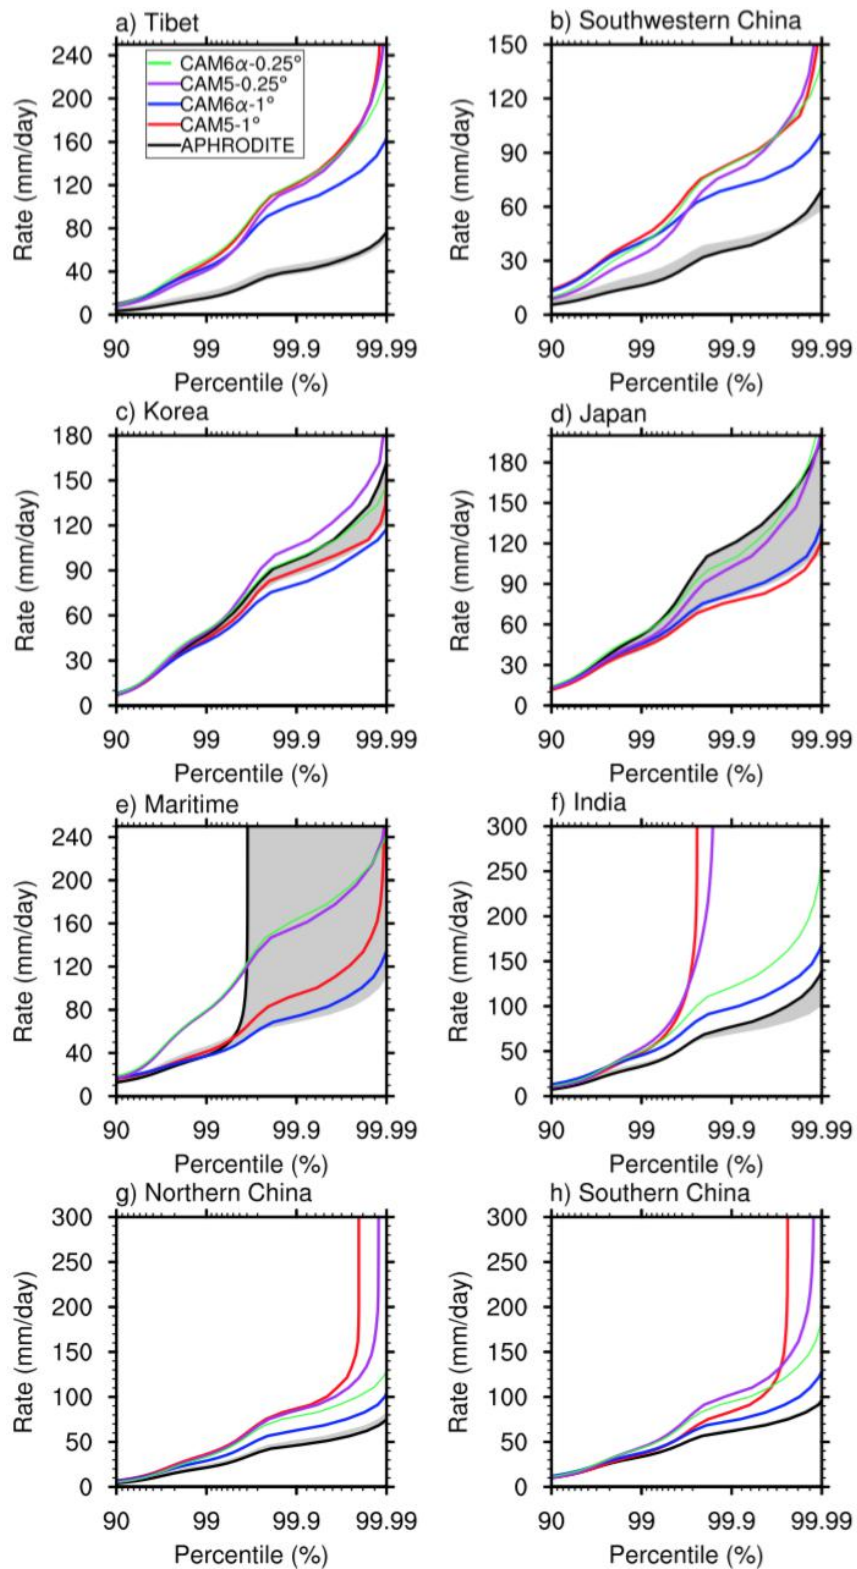 a) Tibet
b) Southwestern China
CAM6α-0.25º
CAM5-0.25º
CAM6α-1º
CAM5-1º
APHRODITE
Rate (mm/day)
240
200
160
120
80
40
0
90 99 99.9 99.99
Percentile (%)
Rate (mm/day)
150
120
90
60
30
0
90 99 99.9 99.99
Percentile (%)
c) Korea
d) Japan
Rate (mm/day)
180
150
120
90
60
30
0
90 99 99.9 99.99
Percentile (%)
Rate (mm/day)
180
150
120
90
60
30
0
90 99 99.9 99.99
Percentile (%)
e) Maritime
f) India
Rate (mm/day)
240
200
160
120
80
40
0
90 99 99.9 99.99
Percentile (%)
Rate (mm/day)
300
250
200
150
100
50
0
90 99 99.9 99.99
Percentile (%)
g) Northern China
h) Southern China
Rate (mm/day)
300
250
200
150
100
50
0
90 99 99.9 99.99
Percentile (%)
Rate (mm/day)
300
250
200
150
100
50
0
90 99 99.9 99.99
Percentile (%)